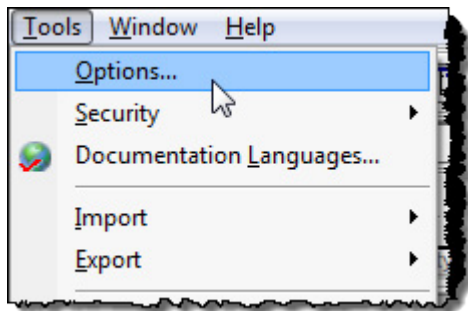 Tools Window Help
Options...
Security
Documentation Languages...
Import
Export